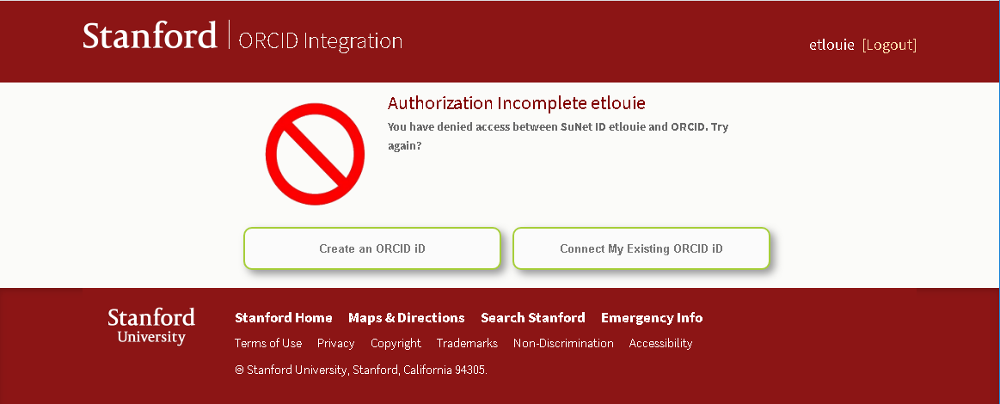 Stanford | ORCID Integration
etlouie [Logout]
Authorization Incomplete etlouie
You have denied access between SuNet ID etlouie and ORCID. Try
again?
Create an ORCID iD
Connect My Existing ORCID iD
Stanford
University
Stanford Home Maps & Directions Search Stanford Emergency Info
Terms of Use Privacy Copyright Trademarks Non-Discrimination Accessibility
© Stanford University, Stanford, California 94305.